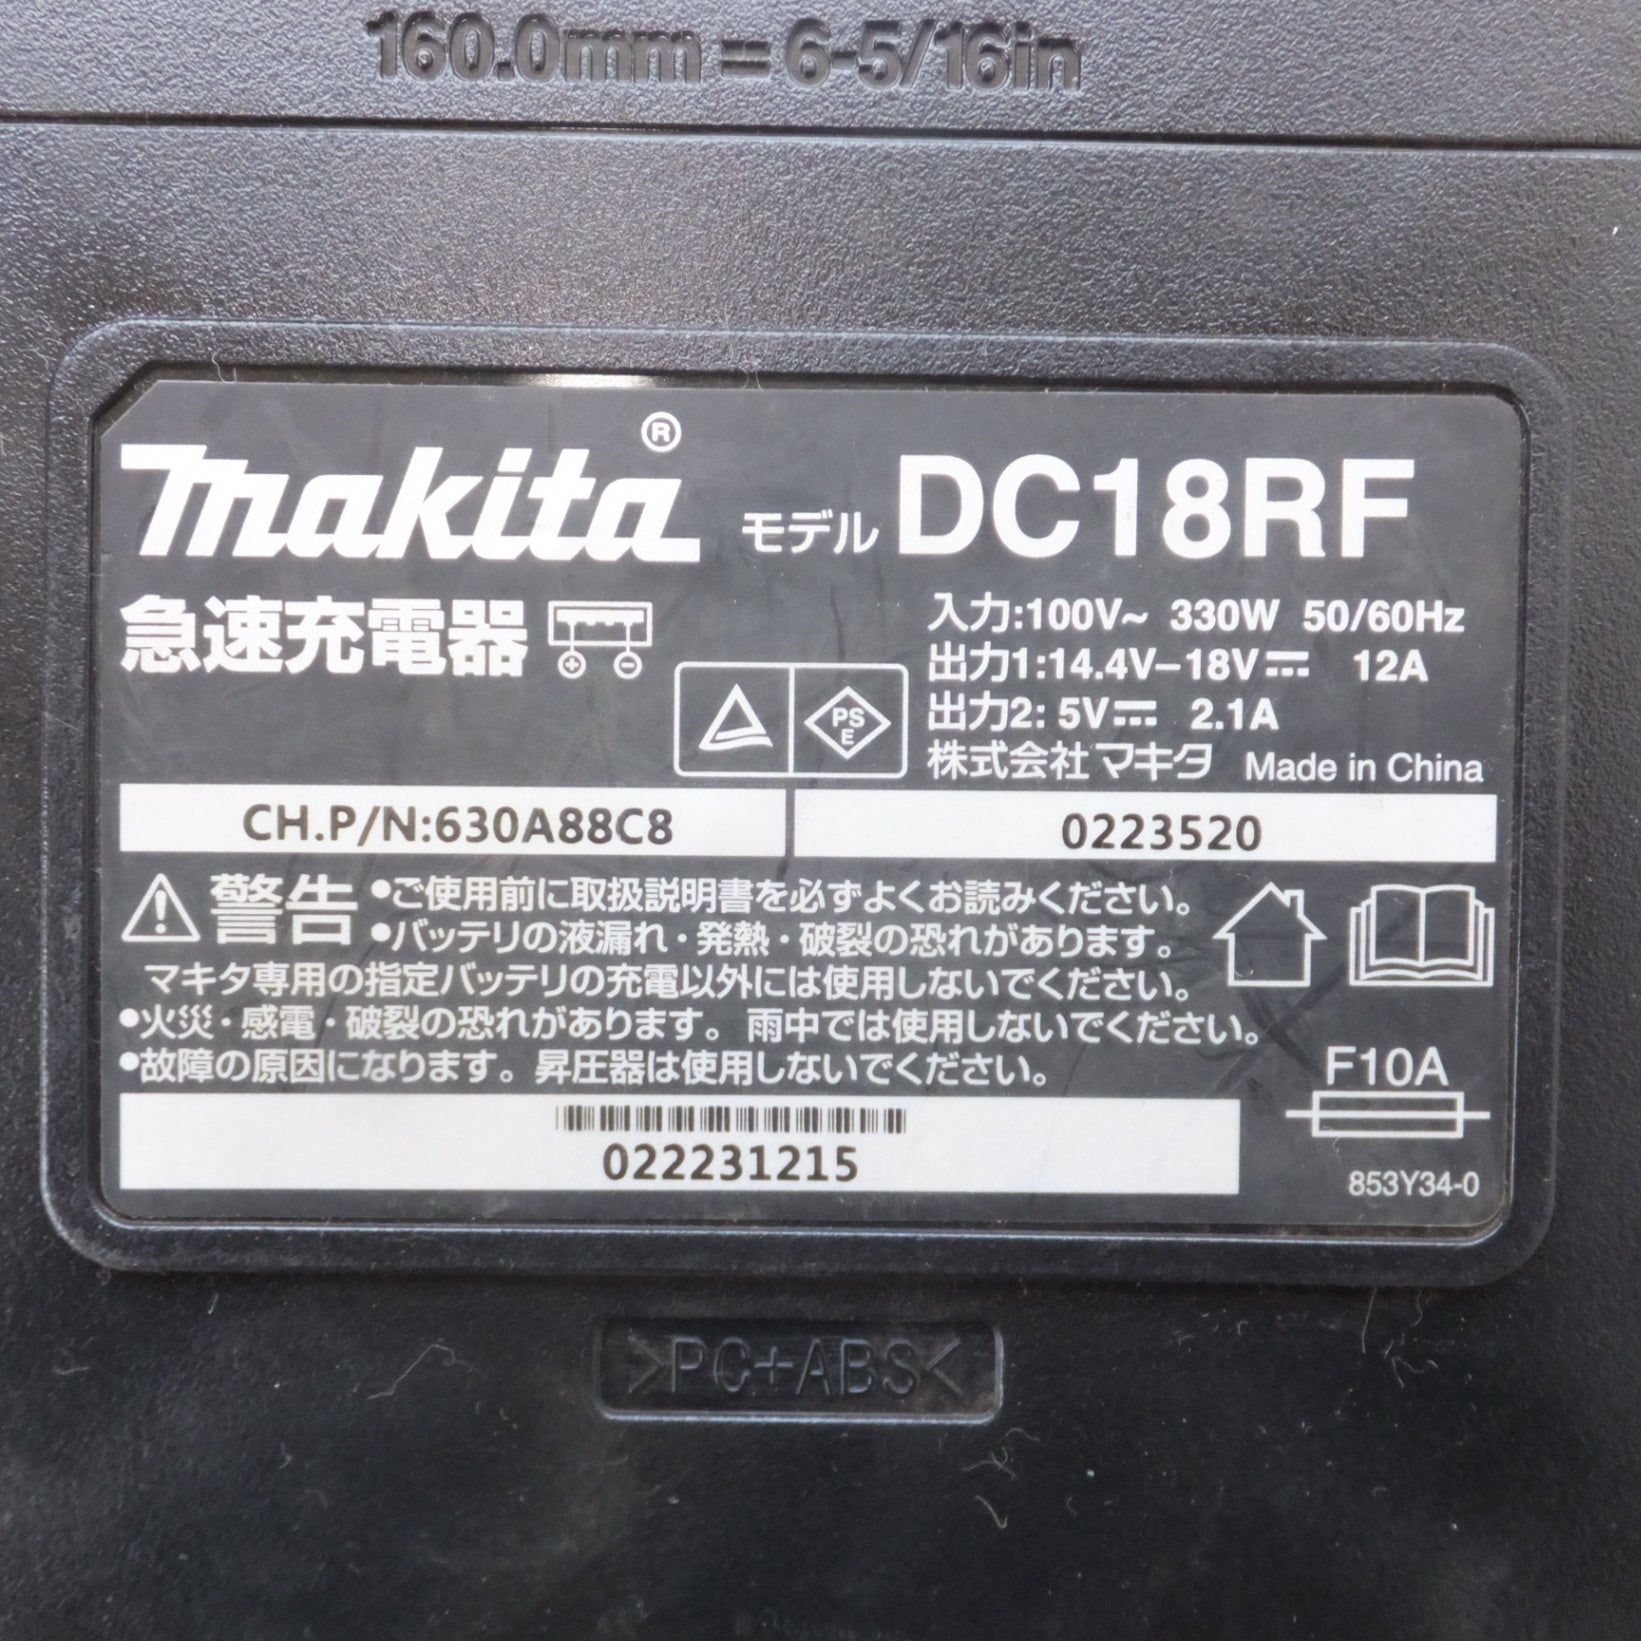 160.0mm = 6-5/16in
makita® モデル DC18RF
急速充電器
入力:100V~ 330W 50/60Hz
出力1:14.4V–18V⎓ 12A
出力2: 5V⎓ 2.1A
PS
E
株式会社マキタ Made in China
CH.P/N:630A88C8
0223520
警告 •ご使用前に取扱説明書を必ずよくお読みください。
•バッテリの液漏れ・発熱・破裂の恐れがあります。
マキタ専用の指定バッテリの充電以外には使用しないでください。
•火災・感電・破裂の恐れがあります。雨中では使用しないでください。
•故障の原因になります。昇圧器は使用しないでください。
F10A
022231215
853Y34-0
>PC+ABS<